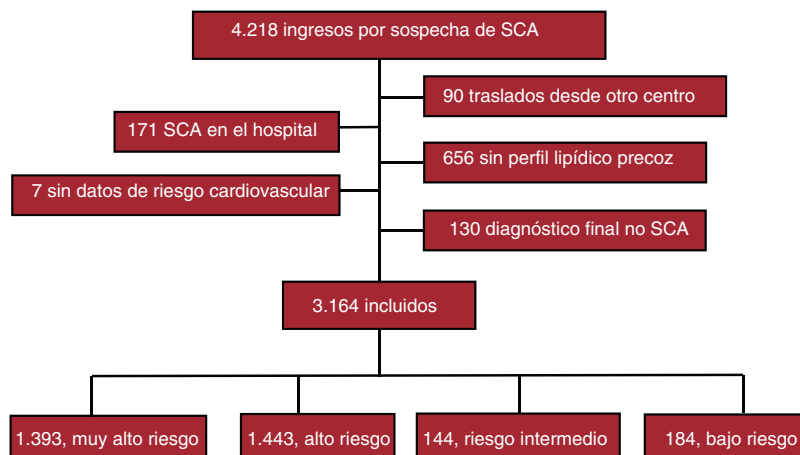 4.218 ingresos por sospecha de SCA
90 traslados desde otro centro
171 SCA en el hospital
656 sin perfil lipídico precoz
7 sin datos de riesgo cardiovascular
130 diagnóstico final no SCA
3.164 incluidos
1.393, muy alto riesgo
1.443, alto riesgo
144, riesgo intermedio
184, bajo riesgo